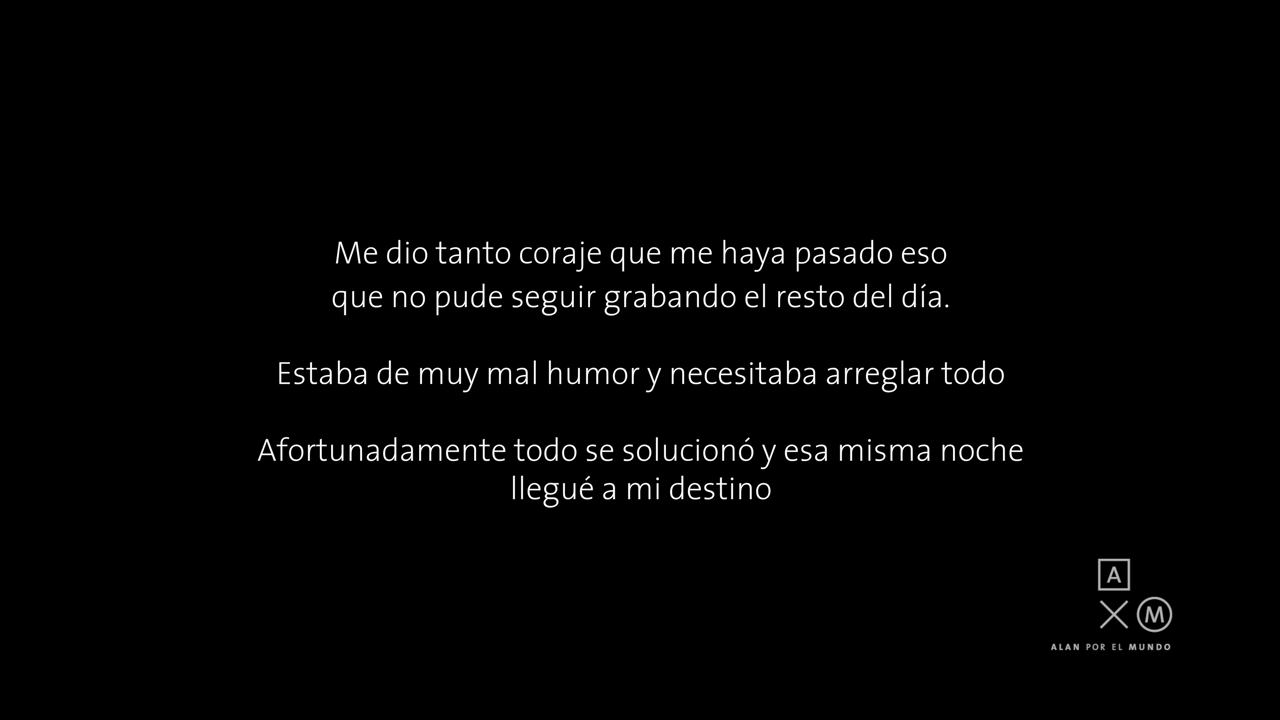 Me dio tanto coraje que me haya pasado eso
que no pude seguir grabando el resto del día.
Estaba de muy mal humor y necesitaba arreglar todo
Afortunadamente todo se solucionó y esa misma noche
llegué a mi destino
A
X M
ALAN POR EL MUNDO